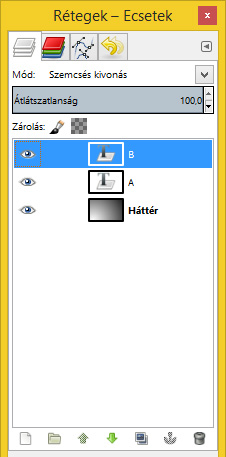 Rétegek – Ecsetek
Mód: Szemcsés kivonás
Átlátszatlanság 100,0
Zárolás:
B
A
Háttér